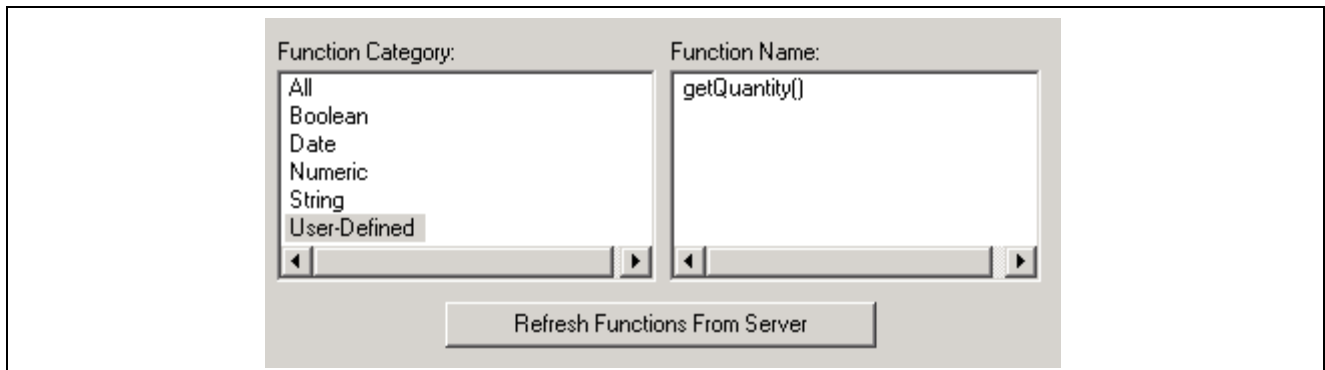 Function Category:
All
Boolean
Date
Numeric
String
User-Defined
Function Name:
getQuantity()
Refresh Functions From Server